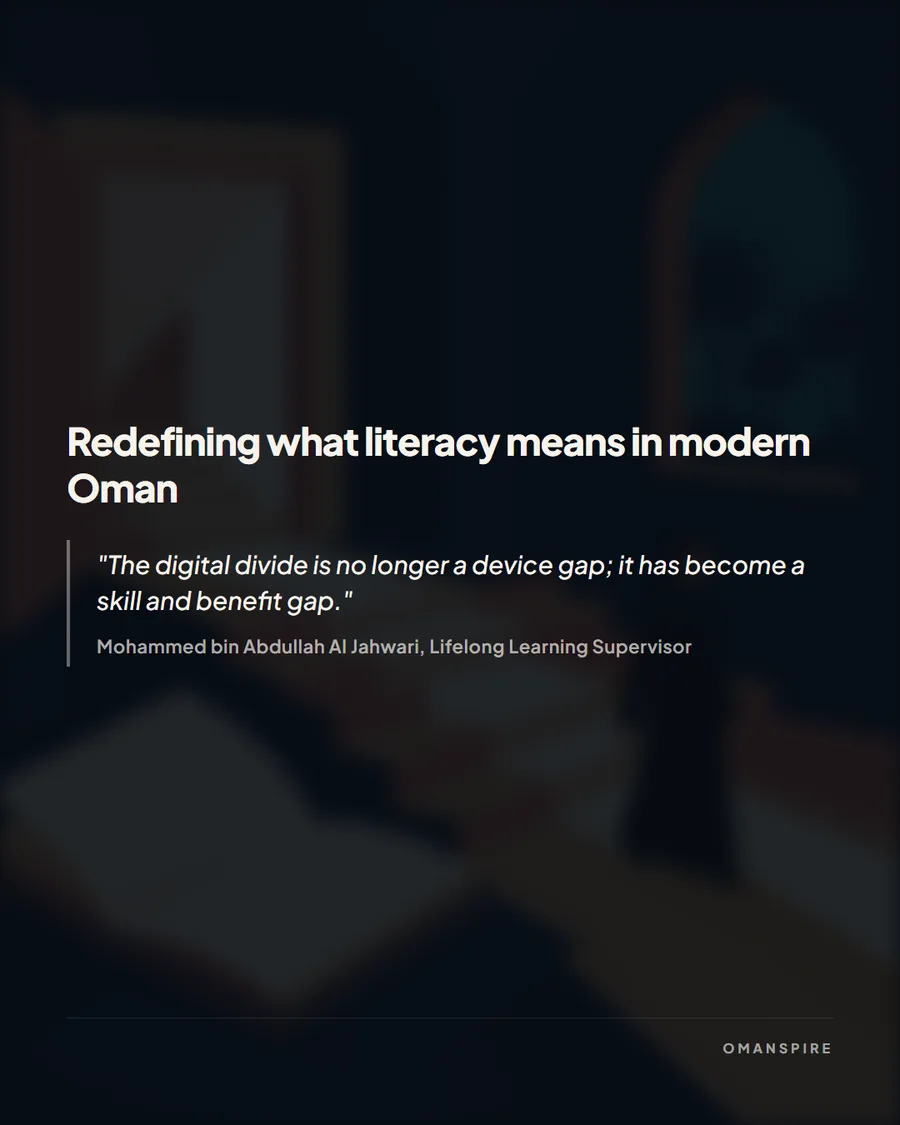 Redefining what literacy means in modern
Oman
"The digital divide is no longer a device gap; it has become a
skill and benefit gap."
Mohammed bin Abdullah Al Jahwari, Lifelong Learning Supervisor
OMANSPIRE